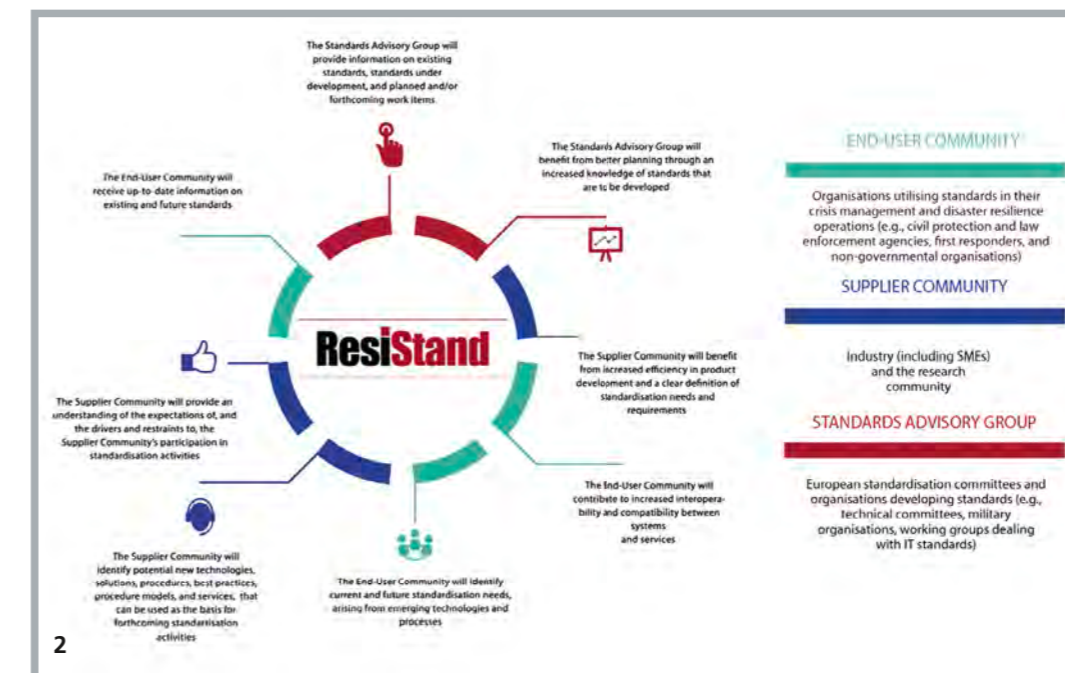 The Standards Advisory Group will
provide information on existing
standards, standards under
development, and planned and/or
forthcoming work items
The Standards Advisory Group will
benefit from better planning through an
increased knowledge of standards that
are to be developed
The End-User Community will
receive up-to-date information on
existing and future standards
ResiStand
The Supplier Community will benefit
from increased efficiency in product
development and a clear definition of
standardisation needs and
requirements
The Supplier Community will provide an
understanding of the expectations of, and
the drivers and restraints to, the
Supplier Community's participation in
standardisation activities
The End-User Community will
contribute to increased interopera-
bility and compatibility between
systems
and services
The Supplier Community will
identify potential new technologies,
solutions, procedures, best practices,
procedure models, and services, that
can be used as the basis for
forthcoming standardisation
activities
The End-User Community will identify
current and future standardisation needs,
arising from emerging technologies and
processes
END-USER COMMUNITY
Organisations utilising standards in their
crisis management and disaster resilience
operations (e.g., civil protection and law
enforcement agencies, first responders, and
non-governmental organisations)
SUPPLIER COMMUNITY
Industry (including SMEs)
and the research
community
STANDARDS ADVISORY GROUP
European standardisation committees and
organisations developing standards (e.g.,
technical committees, military
organisations, working groups dealing
with IT standards)
2